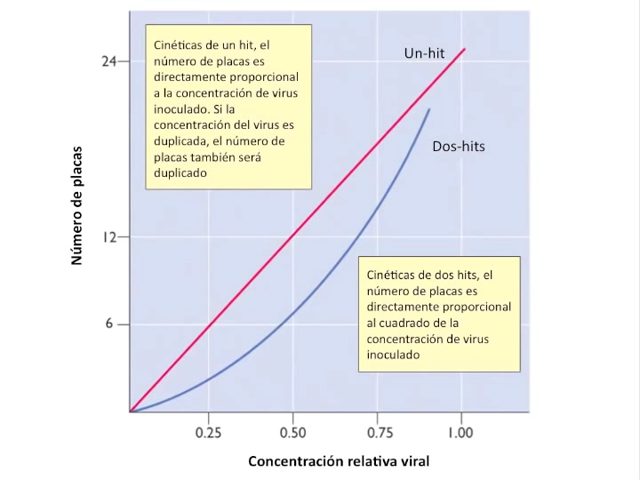 Cinéticas de un hit, el
número de placas es
directamente proporcional
a la concentración de virus
inoculado. Si la
concentración del virus es
duplicada, el número de
placas también será
duplicado
Un-hit
Dos-hits
Cinéticas de dos hits, el
número de placas es
directamente proporcional
al cuadrado de la
concentración de virus
inoculado
Número de placas
24
12
6
0.25 0.50 0.75 1.00
Concentración relativa viral